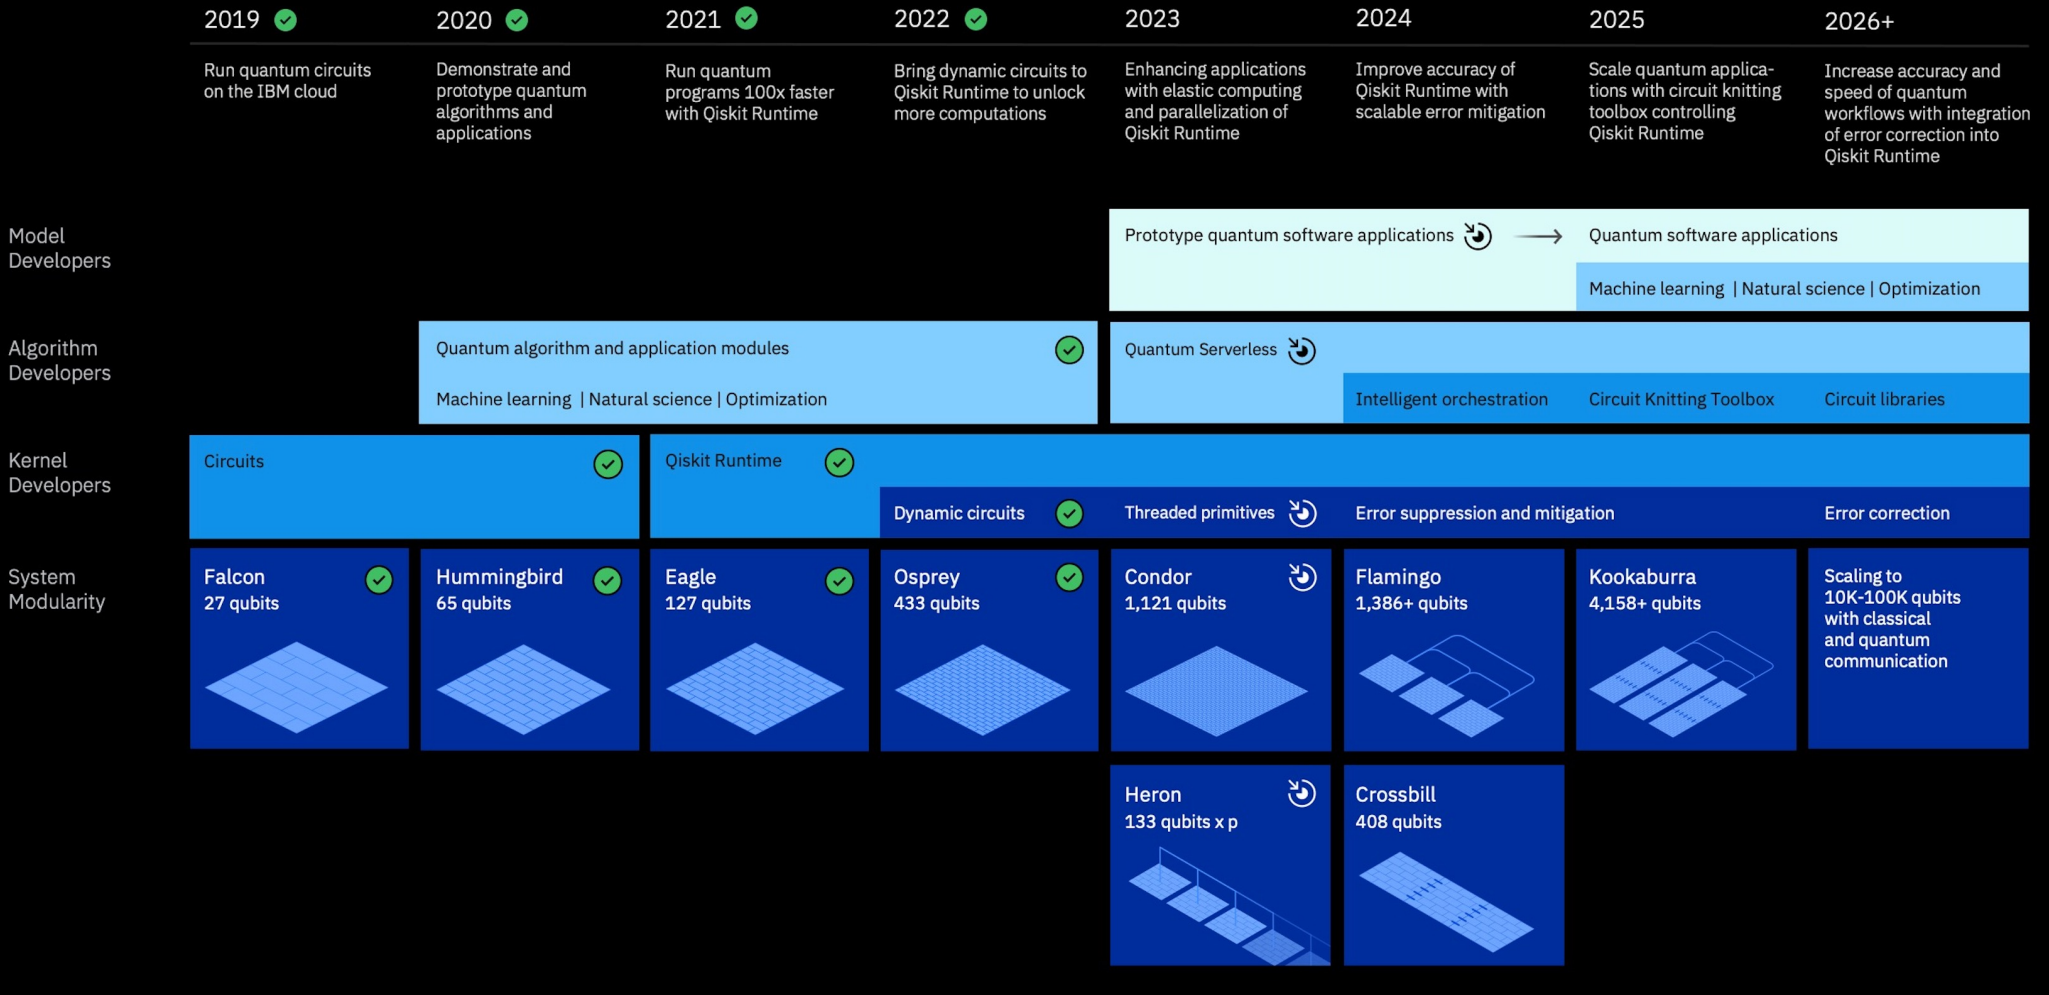 2019
2020
2021
2022
2023
2024
2025
2026+
Run quantum circuits
on the IBM cloud
Demonstrate and
prototype quantum
algorithms and
applications
Run quantum
programs 100x faster
with Qiskit Runtime
Bring dynamic circuits to
Qiskit Runtime to unlock
more computations
Enhancing applications
with elastic computing
and parallelization of
Qiskit Runtime
Improve accuracy of
Qiskit Runtime with
scalable error mitigation
Scale quantum applica-
tions with circuit knitting
toolbox controlling
Qiskit Runtime
Increase accuracy and
speed of quantum
workflows with integration
of error correction into
Qiskit Runtime
Model
Developers
Prototype quantum software applications
Quantum software applications
Machine learning | Natural science | Optimization
Algorithm
Developers
Quantum algorithm and application modules
Machine learning | Natural science | Optimization
Quantum Serverless
Intelligent orchestration
Circuit Knitting Toolbox
Circuit libraries
Kernel
Developers
Circuits
Qiskit Runtime
Dynamic circuits
Threaded primitives
Error suppression and mitigation
Error correction
System
Modularity
Falcon
27 qubits
Hummingbird
65 qubits
Eagle
127 qubits
Osprey
433 qubits
Condor
1,121 qubits
Flamingo
1,386+ qubits
Kookaburra
4,158+ qubits
Scaling to
10K-100K qubits
with classical
and quantum
communication
Heron
133 qubits x p
Crossbill
408 qubits